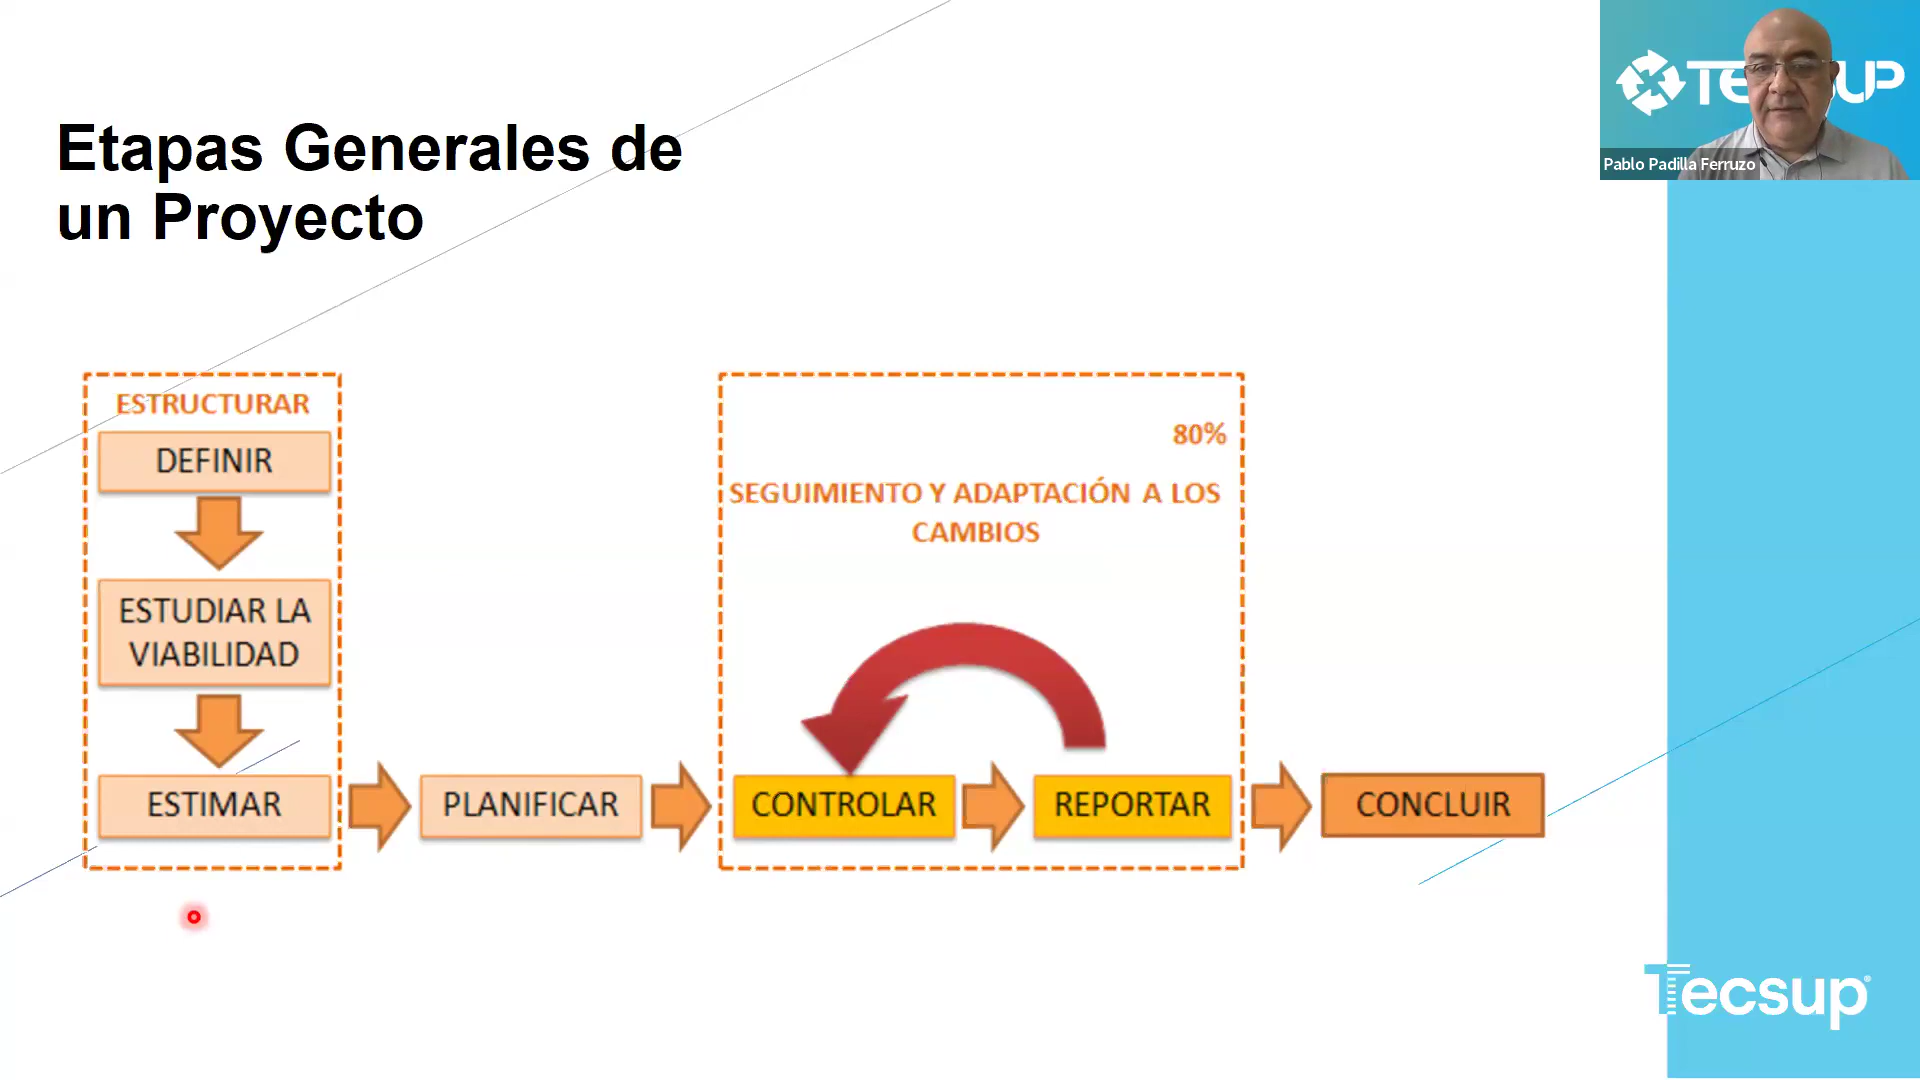 Etapas Generales de
un Proyecto
TECSUP
Pablo Padilla Ferruzo
ESTRUCTURAR
DEFINIR
ESTUDIAR LA
VIABILIDAD
ESTIMAR
PLANIFICAR
80%
SEGUIMIENTO Y ADAPTACIÓN A LOS
CAMBIOS
CONTROLAR
REPORTAR
CONCLUIR
Tecsup